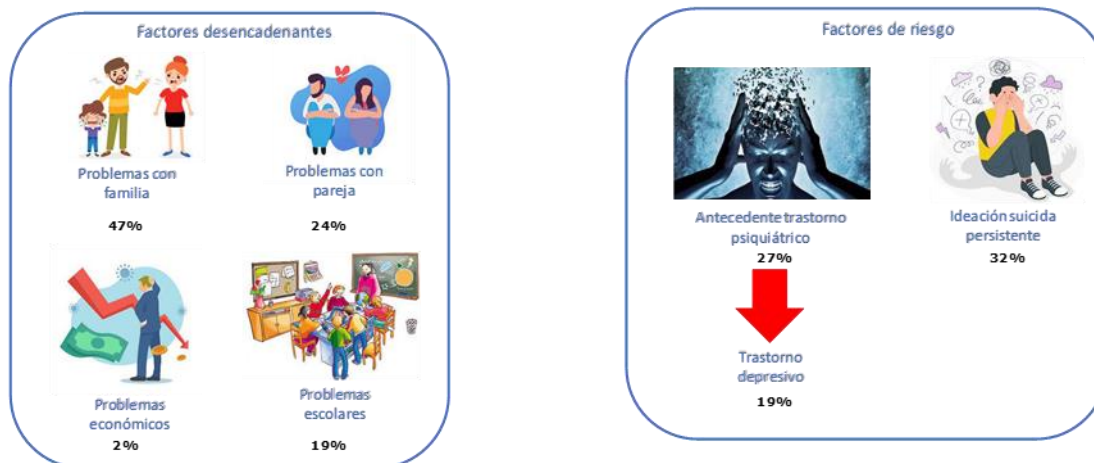 Factores desencadenantes
Problemas con
familia
47%
Problemas con
pareja
24%
Problemas
económicos
2%
Problemas
escolares
19%
Factores de riesgo
Antecedente trastorno
psiquiátrico
27%
Ideación suicida
persistente
32%
Trastorno
depresivo
19%